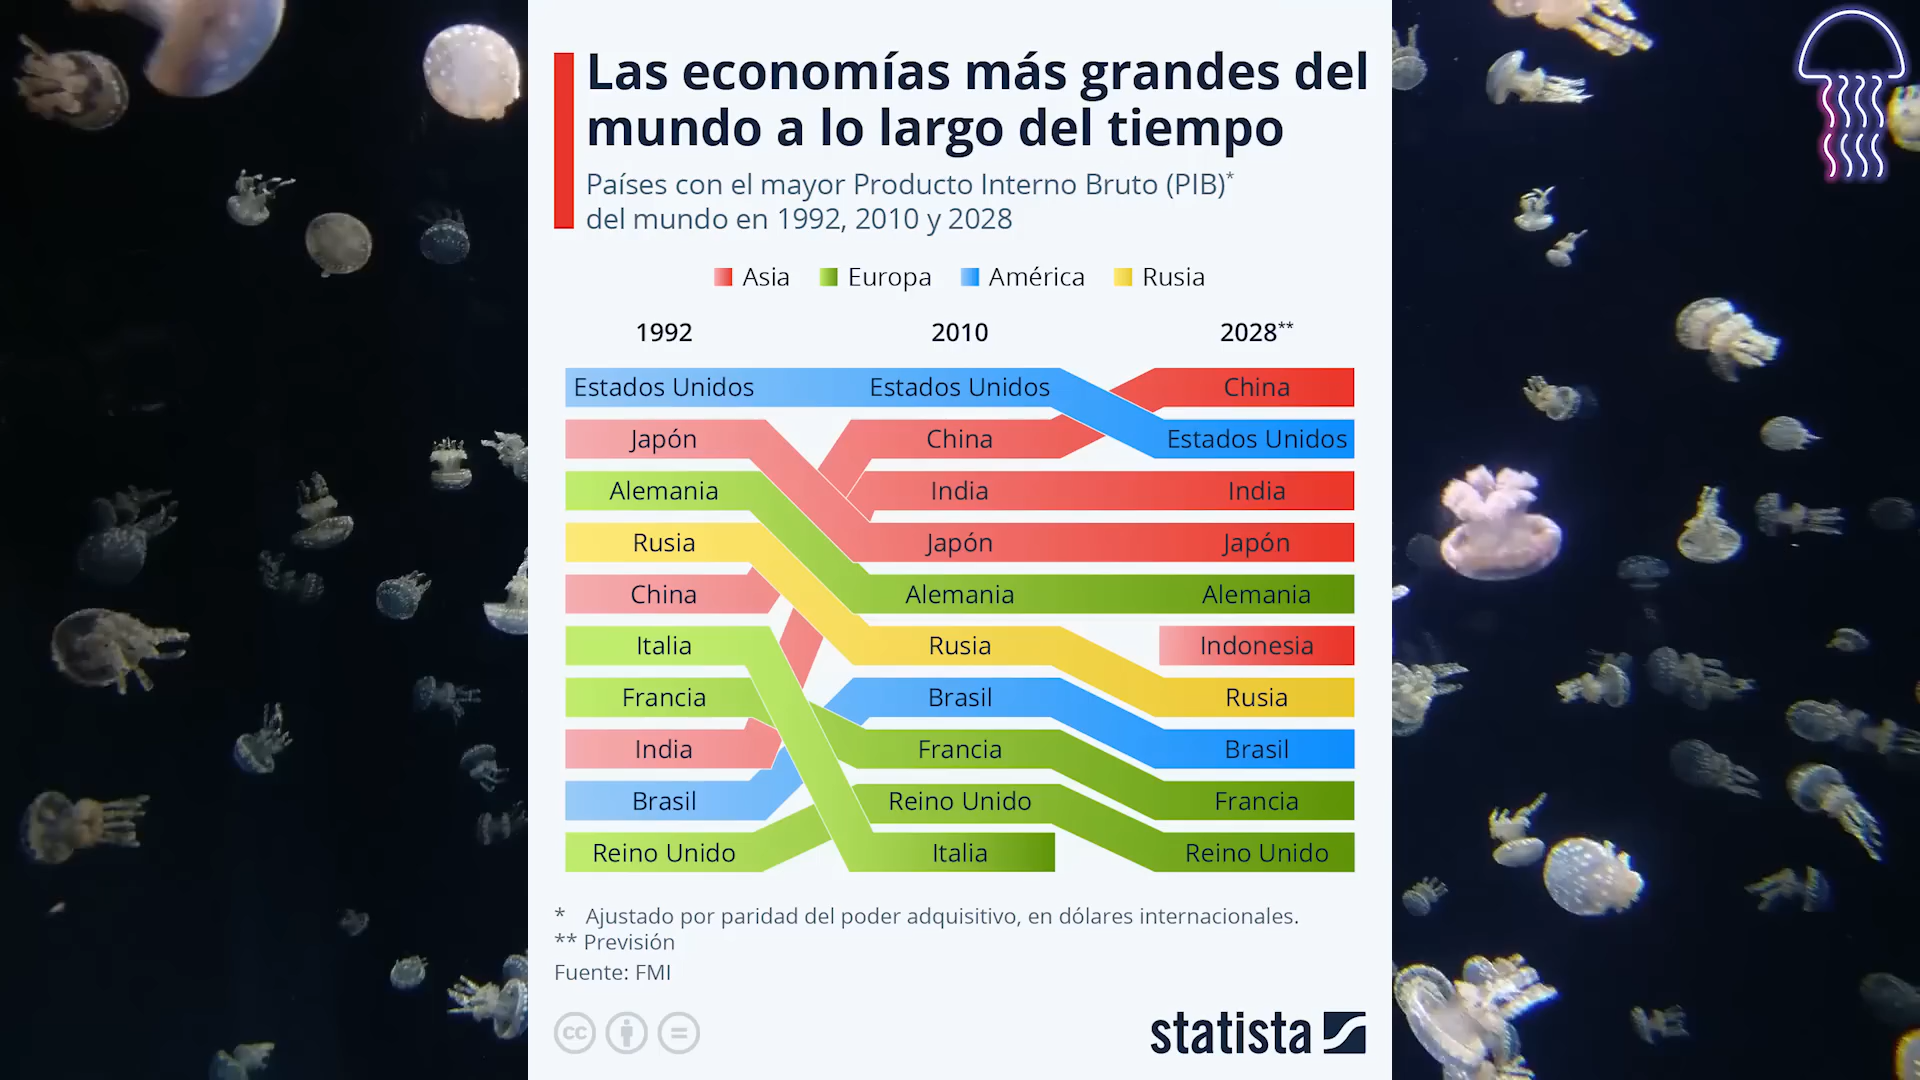 Las economías más grandes del
mundo a lo largo del tiempo
Países con el mayor Producto Interno Bruto (PIB)*
del mundo en 1992, 2010 y 2028
Asia Europa América Rusia
1992 2010 2028**
Estados Unidos Estados Unidos China
Japón China Estados Unidos
Alemania India India
Rusia Japón Japón
China Alemania Alemania
Italia Rusia Indonesia
Francia Brasil Rusia
India Francia Brasil
Brasil Reino Unido Francia
Reino Unido Italia Reino Unido
* Ajustado por paridad del poder adquisitivo, en dólares internacionales.
** Previsión
Fuente: FMI
cc
statista